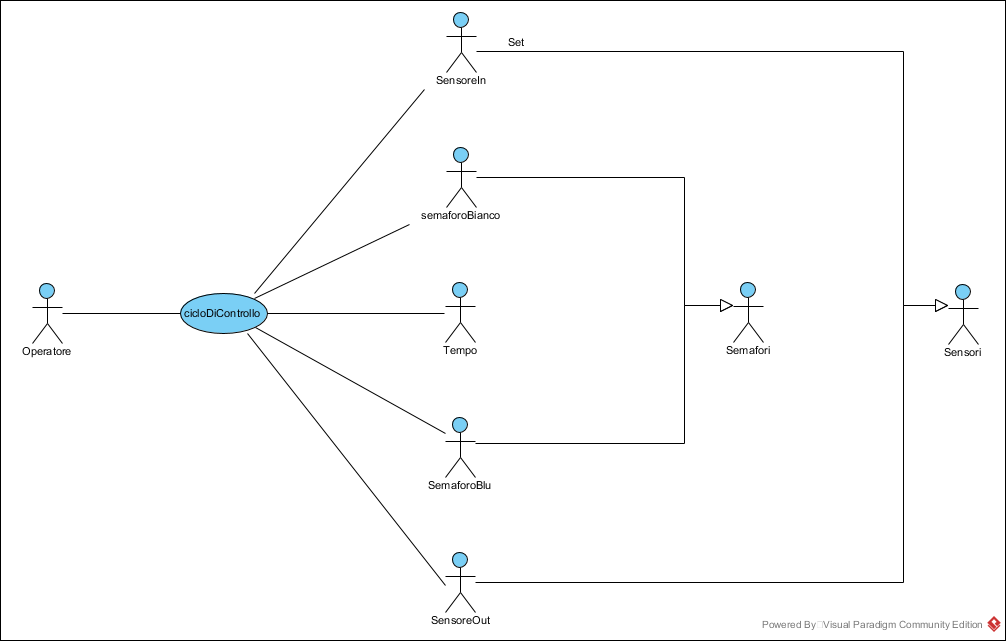 Set
SensoreIn
semaforoBianco
cicloDiControllo
Operatore
Tempo
Semafori
Sensori
SemaforoBlu
SensoreOut
Powered By Visual Paradigm Community Edition